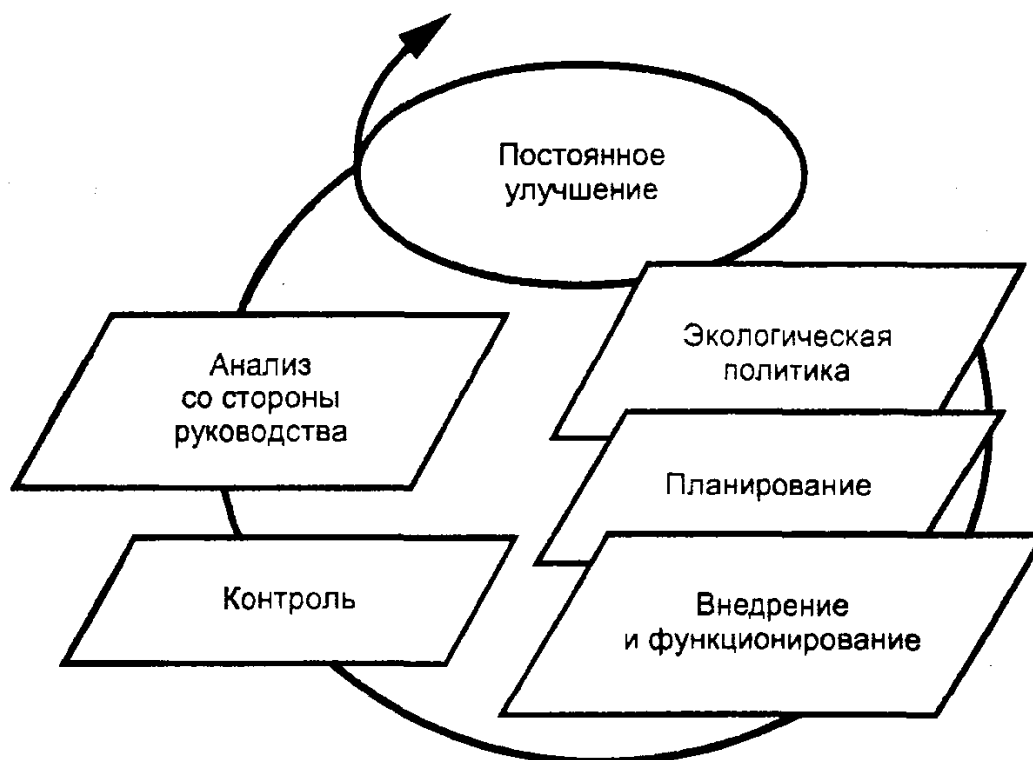 Постоянное
улучшение
Экологическая
политика
Планирование
Внедрение
и функционирование
Контроль
Анализ
со стороны
руководства